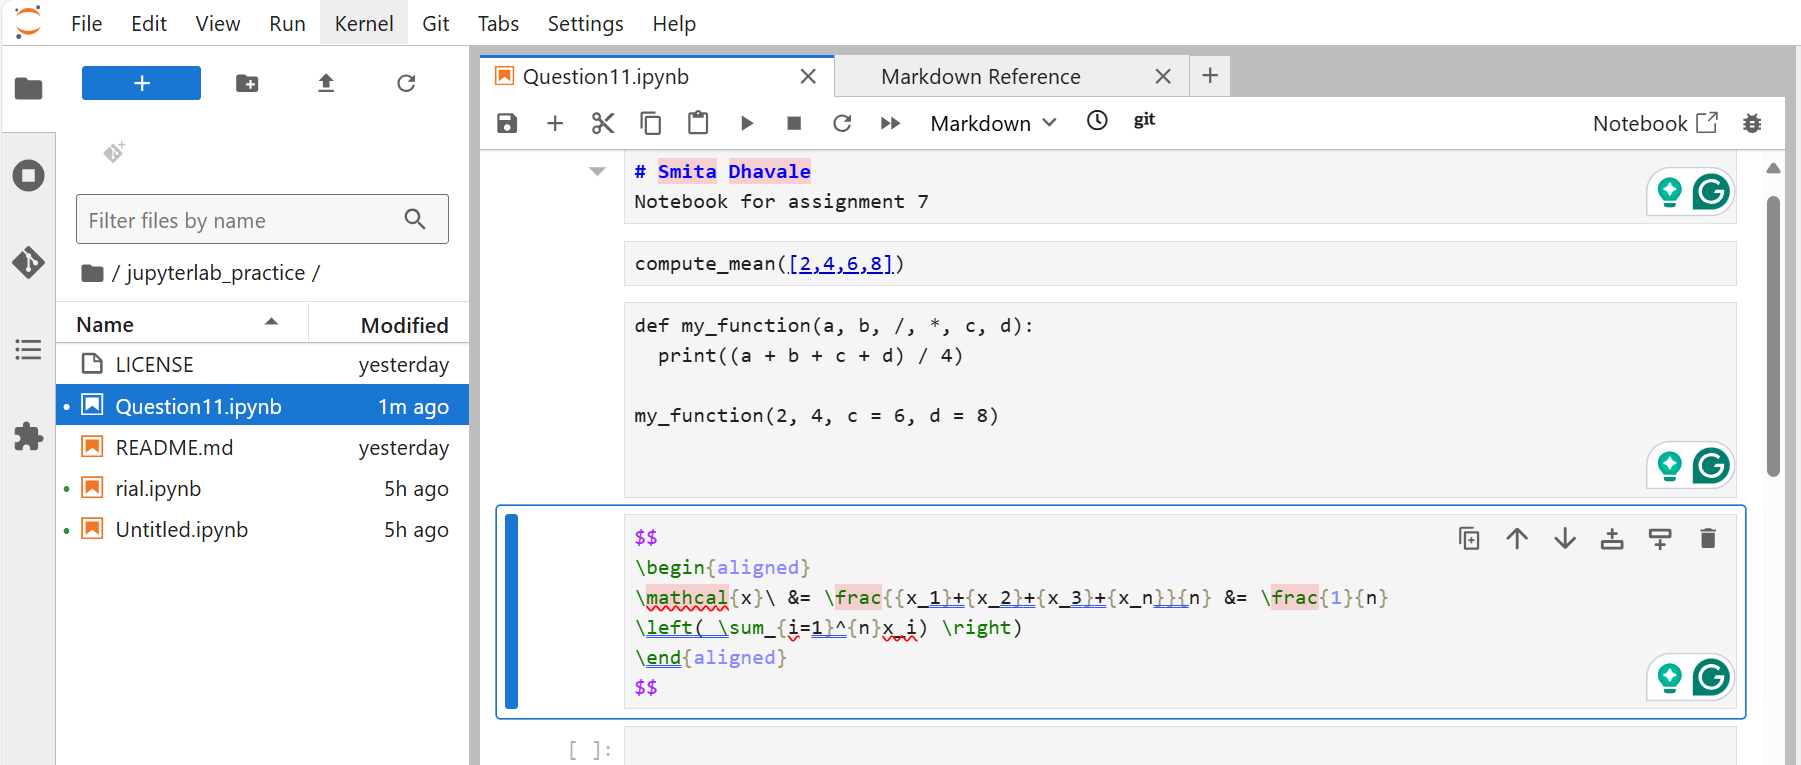 File Edit View Run Kernel Git Tabs Settings Help
+
Filter files by name
/ jupyterlab_practice /
Name Modified
LICENSE yesterday
Question11.ipynb 1m ago
README.md yesterday
rial.ipynb 5h ago
Untitled.ipynb 5h ago
Question11.ipynb Markdown Reference
Markdown git Notebook
# Smita Dhavale
Notebook for assignment 7
compute_mean([2,4,6,8])
def my_function(a, b, /, *, c, d):
  print((a + b + c + d) / 4)
my_function(2, 4, c = 6, d = 8)
$$
\begin{aligned}
\mathcal{x}\ &= \frac{{x_1}+{x_2}+{x_3}+{x_n}}{n} &= \frac{1}{n}
\left( \sum_{i=1}^{n}x_i) \right)
\end{aligned}
$$
[ ]: